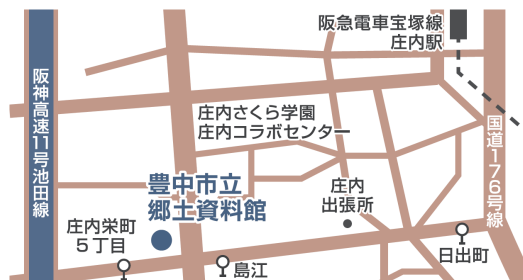 阪急電車宝塚線
庄内駅
阪神高速11号池田線
庄内さくら学園
庄内コラボセンター
国道176号線
豊中市立
郷土資料館
庄内
出張所
庄内栄町
5丁目
島江
日出町